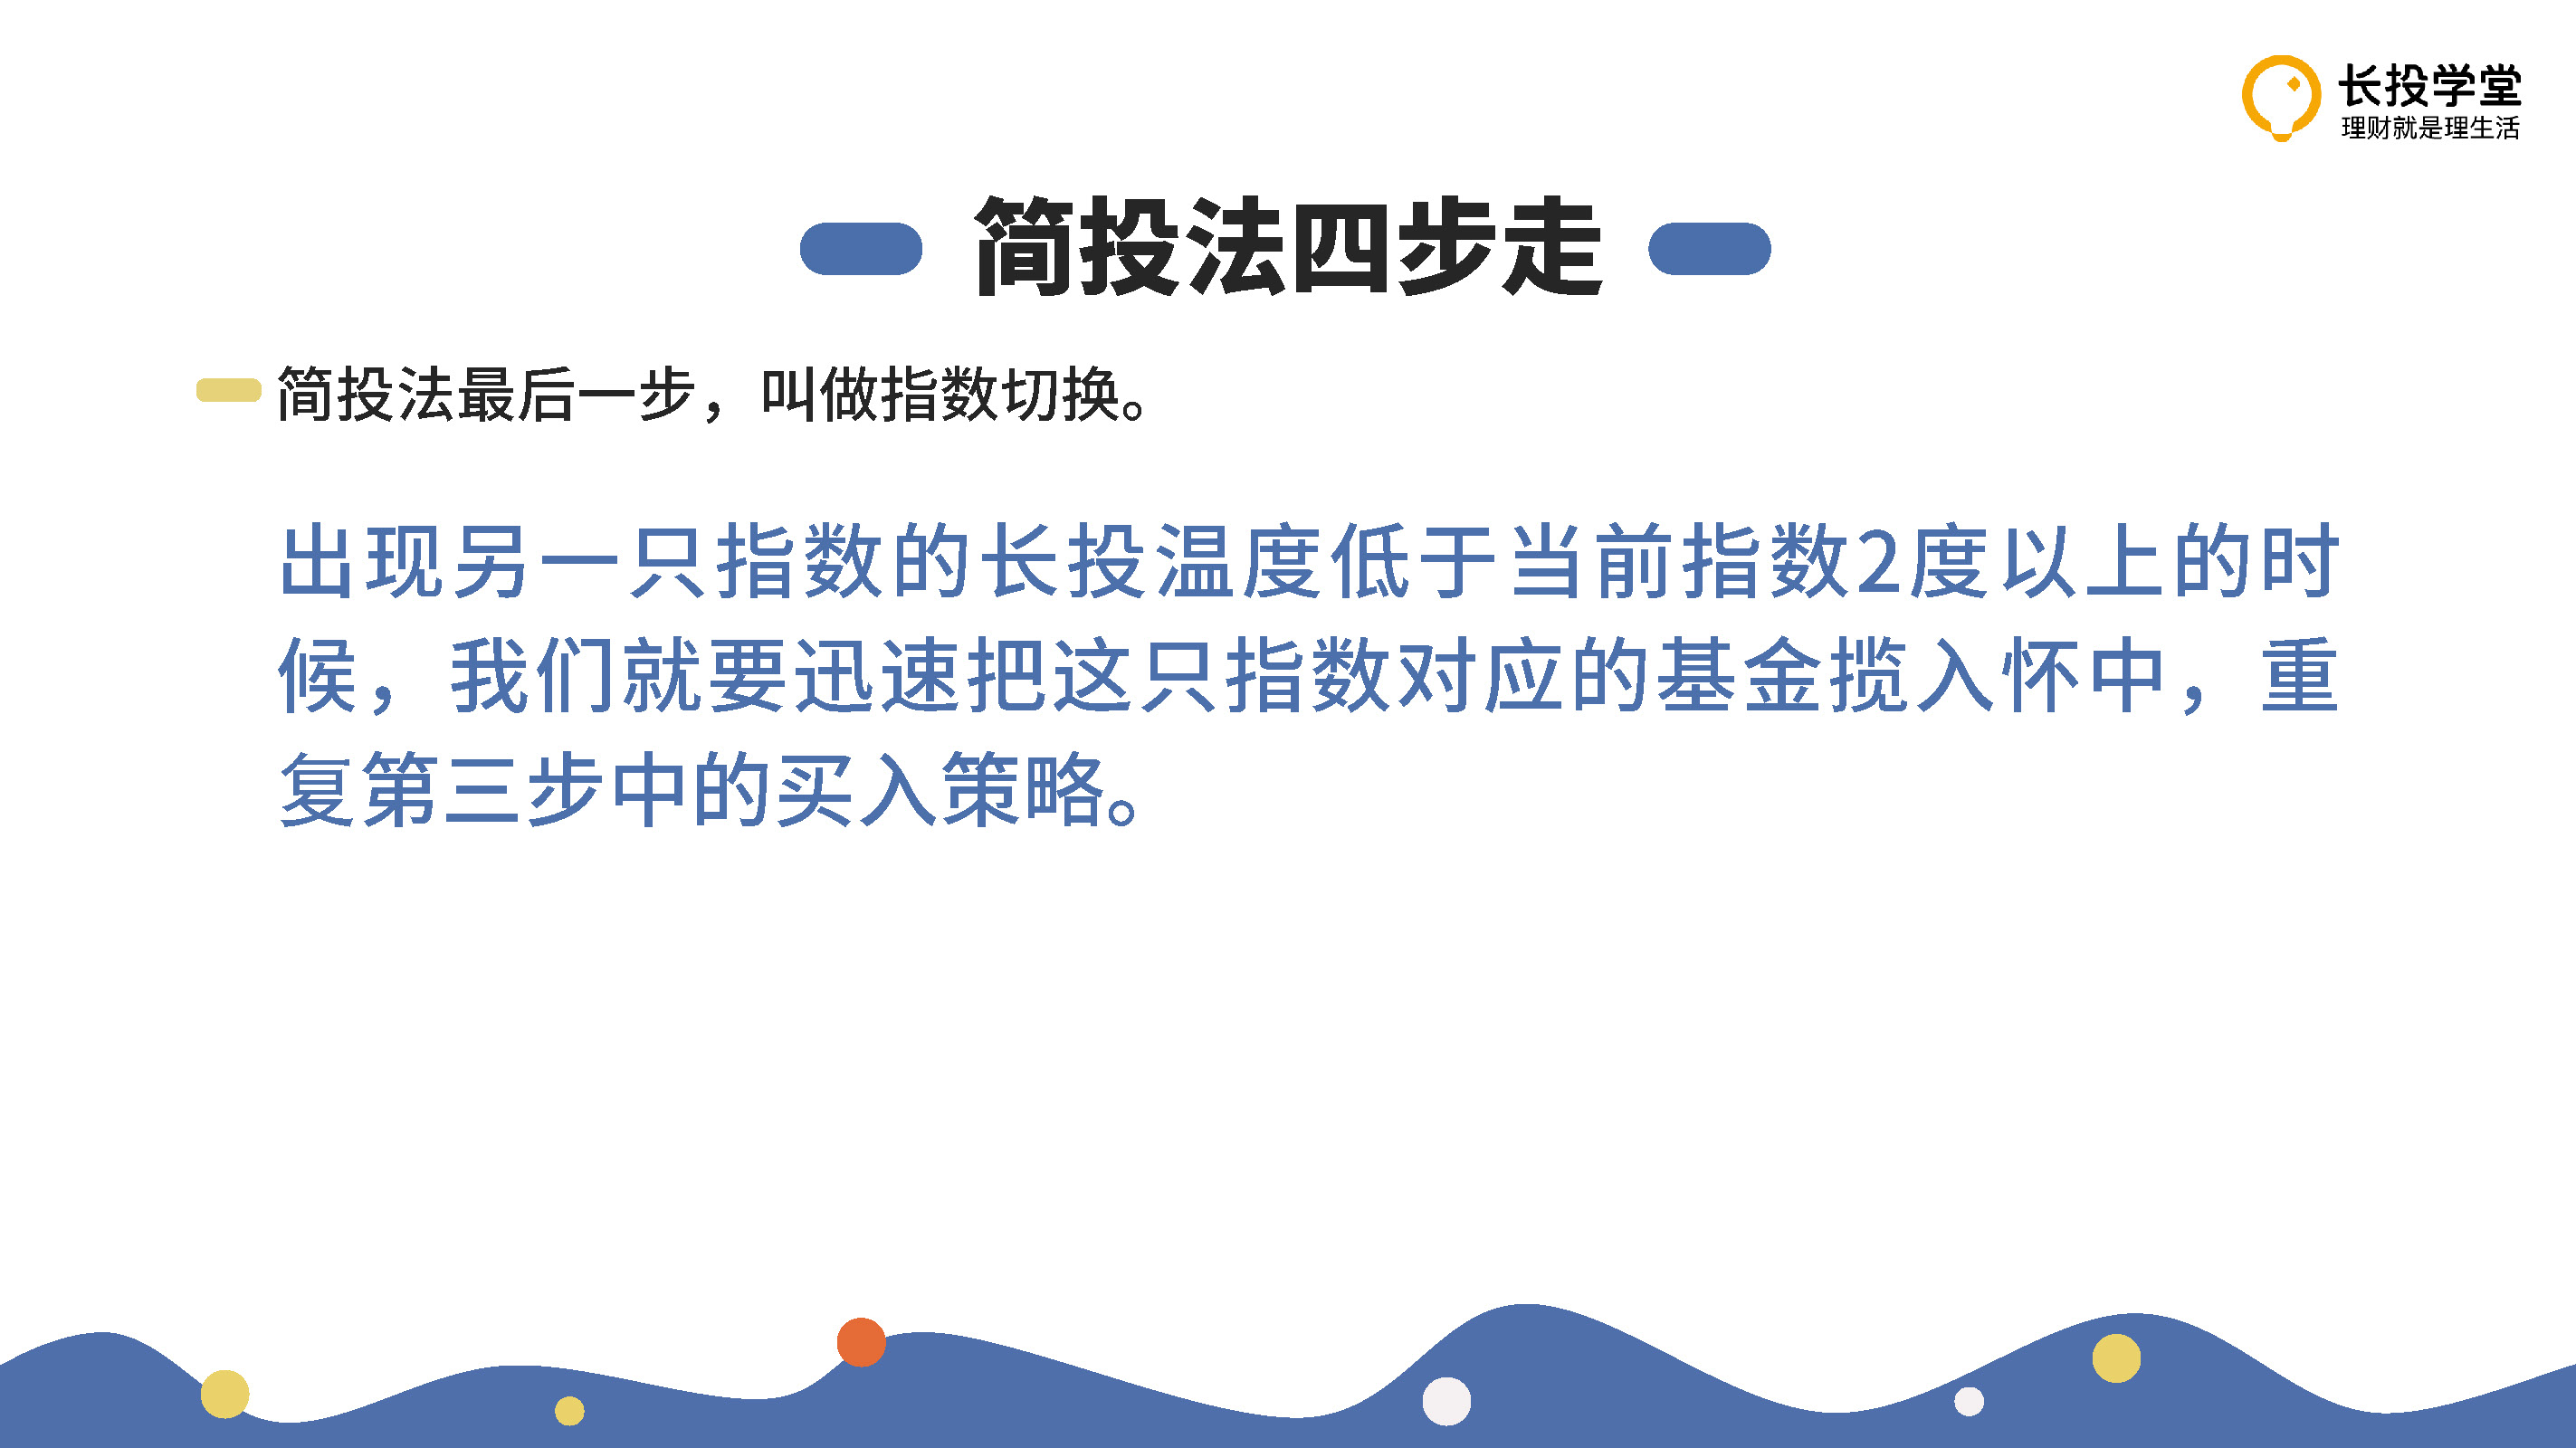 长投学堂
理财就是理生活
简投法四步走
简投法最后一步，叫做指数切换。
出现另一只指数的长投温度低于当前指数2度以上的时
候，我们就要迅速把这只指数对应的基金揽入怀中，重
复第三步中的买入策略。